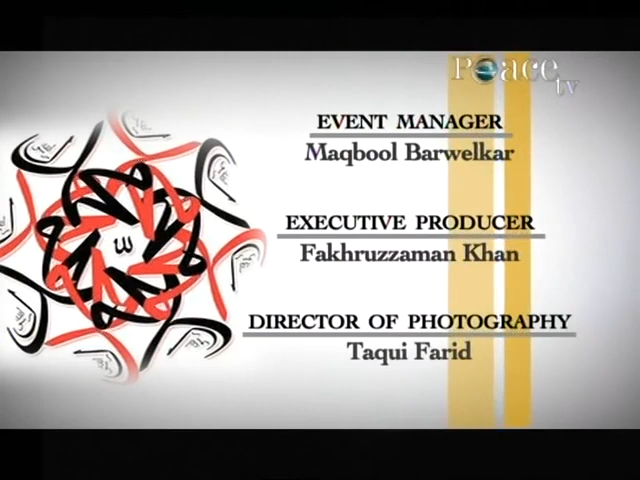 Peace tv
EVENT MANAGER
Maqbool Barwelkar
EXECUTIVE PRODUCER
Fakhruzzaman Khan
DIRECTOR OF PHOTOGRAPHY
Taqui Farid